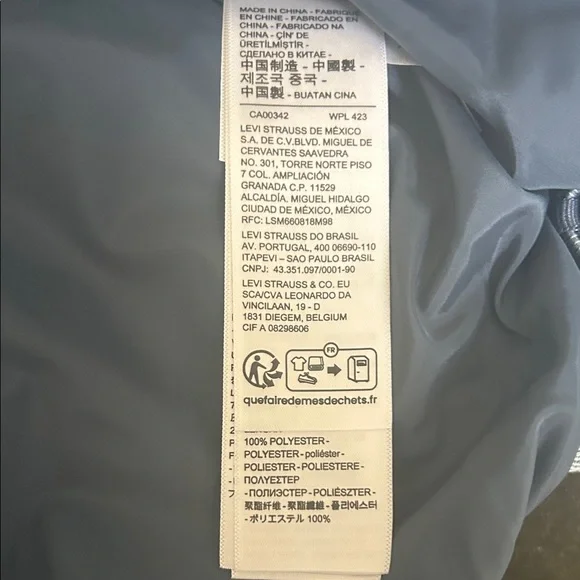 MADE IN CHINA - FABRIQUE
EN CHINE - FABRICADO EN
CHINA - FABRICADO NA
CHINA - ÇİN' DE
ÜRETİLMİŞTİR -
СДЕЛАНО В КИТАЕ -
中国制造 - 中國製 -
제조국 중국 -
中国製 - BUATAN CINA
CA00342 WPL 423
LEVI STRAUSS DE MÉXICO
S.A. DE C.V.BLVD. MIGUEL DE
CERVANTES SAAVEDRA
NO. 301, TORRE NORTE PISO
7 COL. AMPLIACIÓN
GRANADA C.P. 11529
ALCALDÍA. MIGUEL HIDALGO
CIUDAD DE MÉXICO, MÉXICO
RFC: LSM660818M98
LEVI STRAUSS DO BRASIL
AV. PORTUGAL, 400 06690-110
ITAPEVI – SAO PAULO BRASIL
CNPJ: 43.351.097/0001-90
LEVI STRAUSS & CO. EU
SCA/CVA LEONARDO DA
VINCILAAN, 19 - D
1831 DIEGEM, BELGIUM
CIF A 08298606
FR
quefairedemesdechets.fr
100% POLYESTER-
POLYESTER-poliéster-
POLIESTER-POLIESTERE-
ΠΟΛΥΕΣΤΕΡ
-ПОЛИЭСТЕР-POLIÉSZTER-
聚酯纤维-聚酯纖維-폴리에스터
-ポリエステル 100%